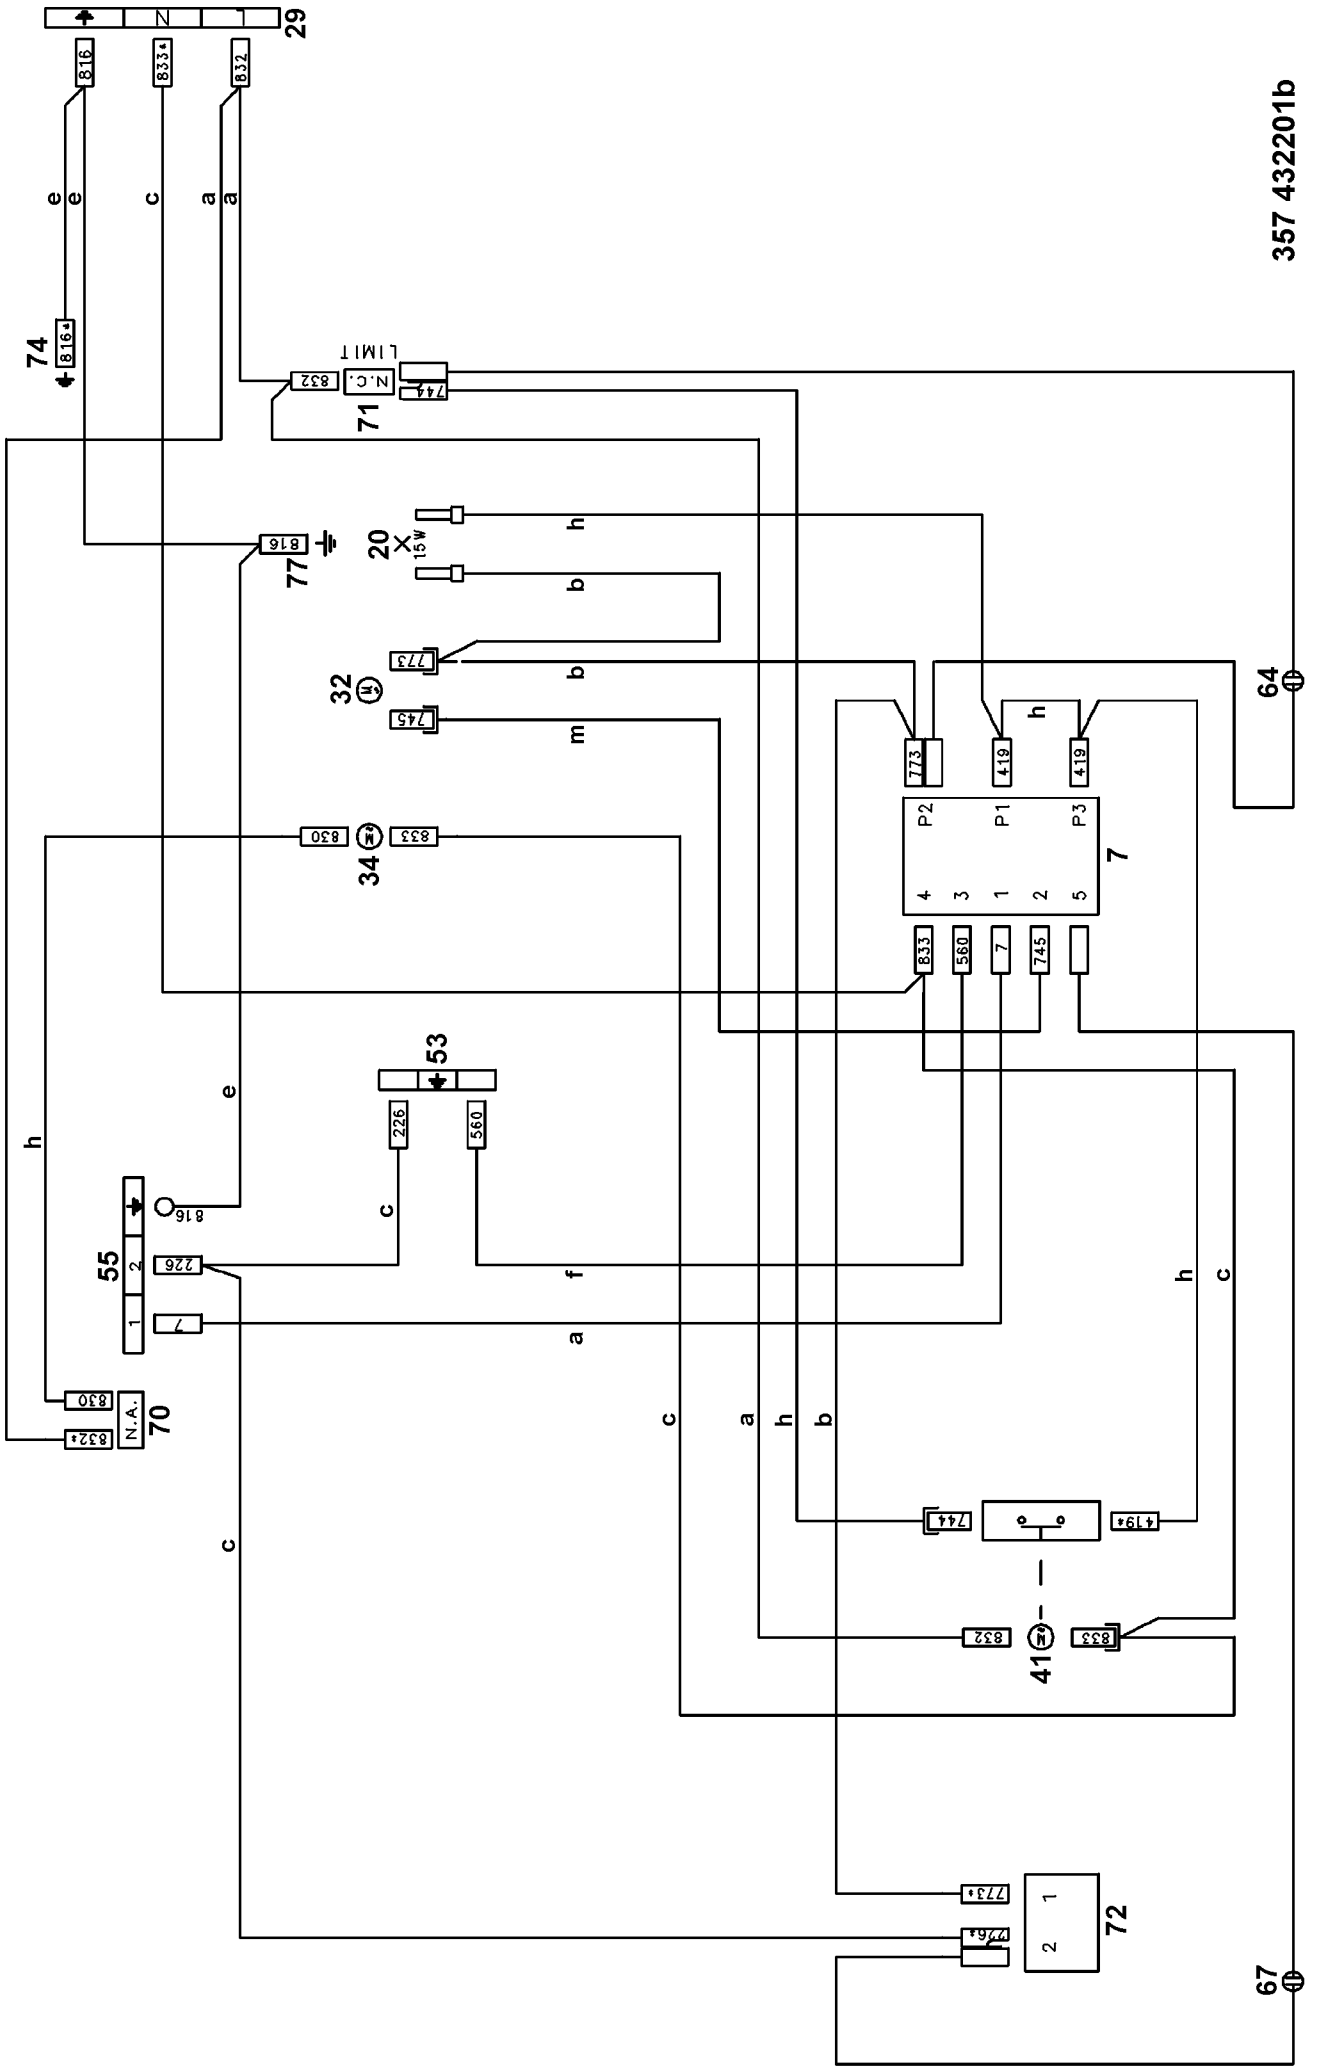 N L 29
816 833* 832
e e c a a
357 432201b
74 816*
LIMIT
832 N.C. 744
71
816
77
20 15W
h
b
773
32 M
b
745
m
64
h
773 419 419
830 M 833
34
P2 P1 P3
7
4 3 1 2 5
833 560 7 745
53
e
h
226 560
c
816
55
1 2
226
7
f
a
h c
830
832*
N.A.
70
c a h b
744 419*
c
832 M 833
41
773*
1
226*
2
72
67